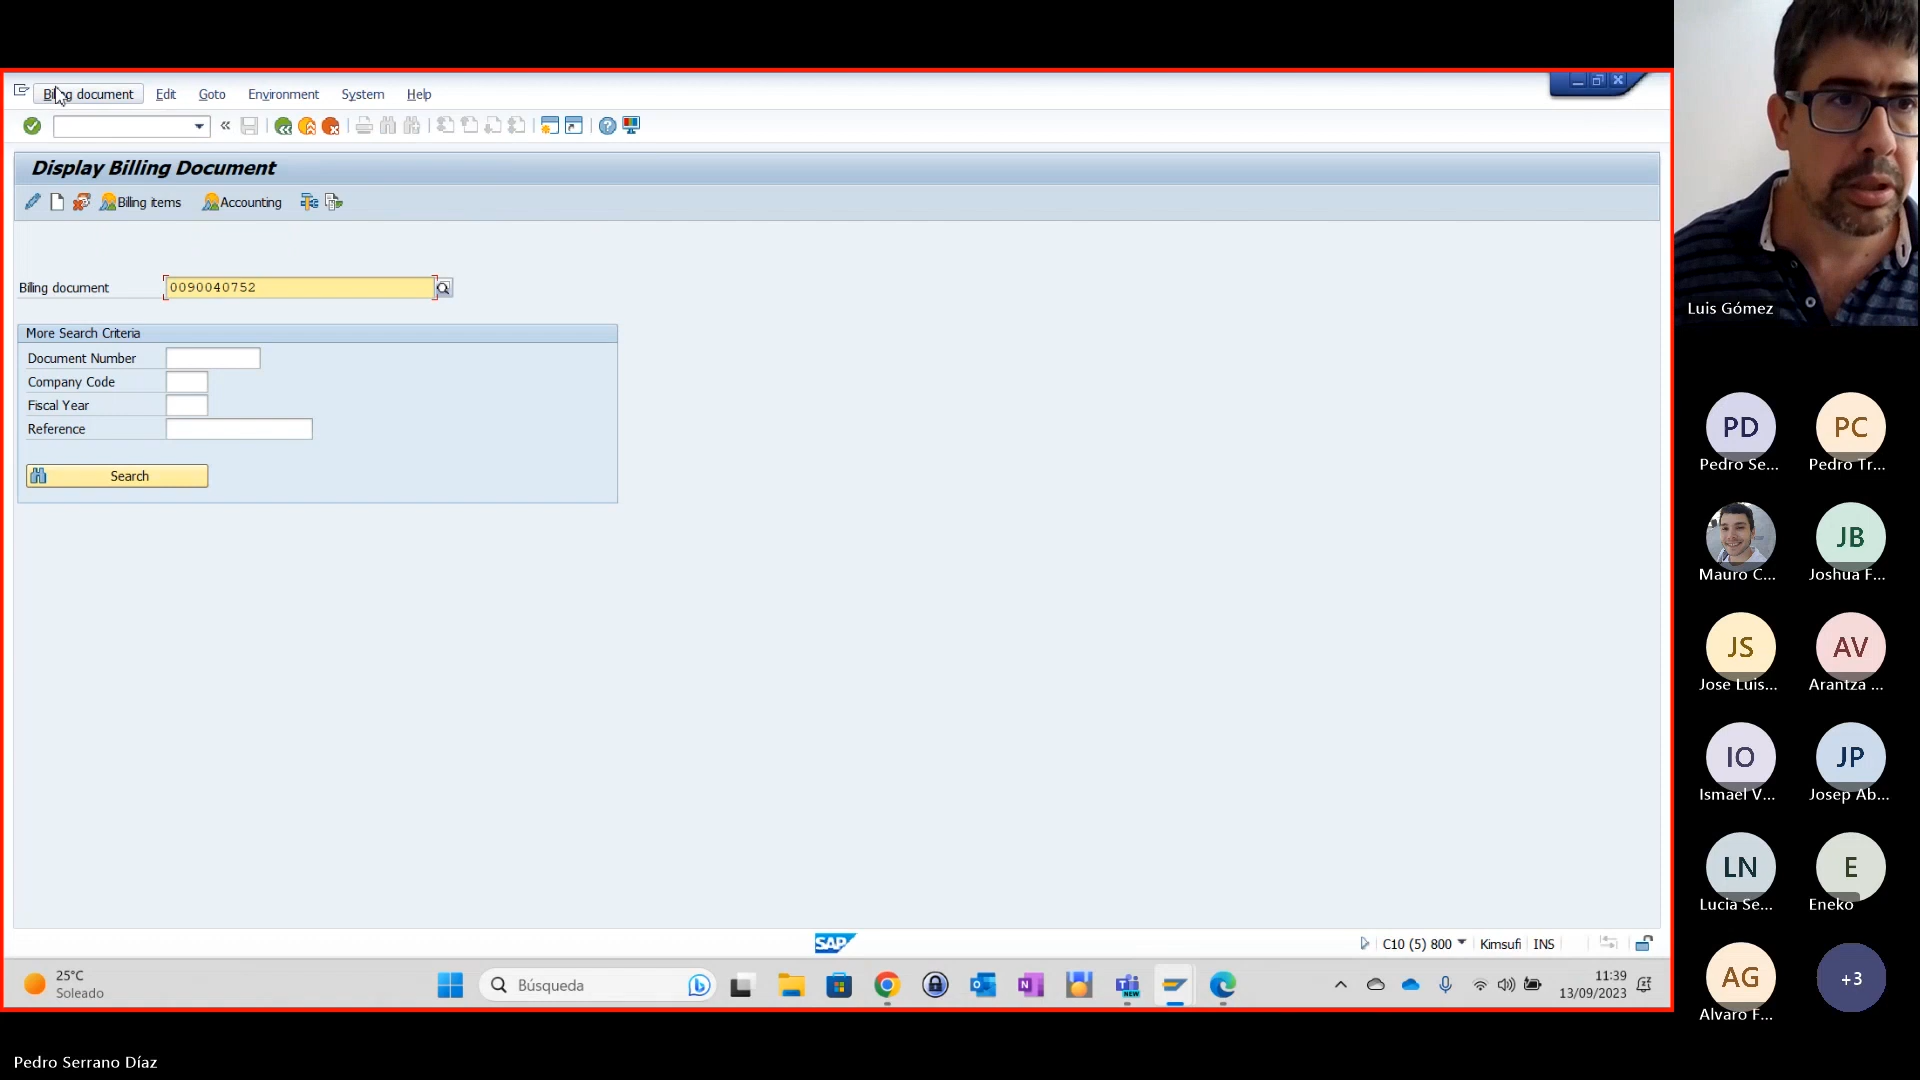 Billing document Edit Goto Environment System Help
Display Billing Document
Billing items Accounting
Billing document 0090040752
More Search Criteria
Document Number
Company Code
Fiscal Year
Reference
Search
SAP
C10 (5) 800 Kimsufi INS
25°C
Soleado
Búsqueda
NEW
11:39
13/09/2023
Pedro Serrano Díaz
Luis Gómez
PD PC
Pedro Se... Pedro Tr...
Mauro C...
JB
Joshua F...
JS AV
Jose Luis... Arantza ...
IO JP
Ismael V... Josep Ab...
LN E
Lucia Se... Eneko
AG +3
Alvaro F...